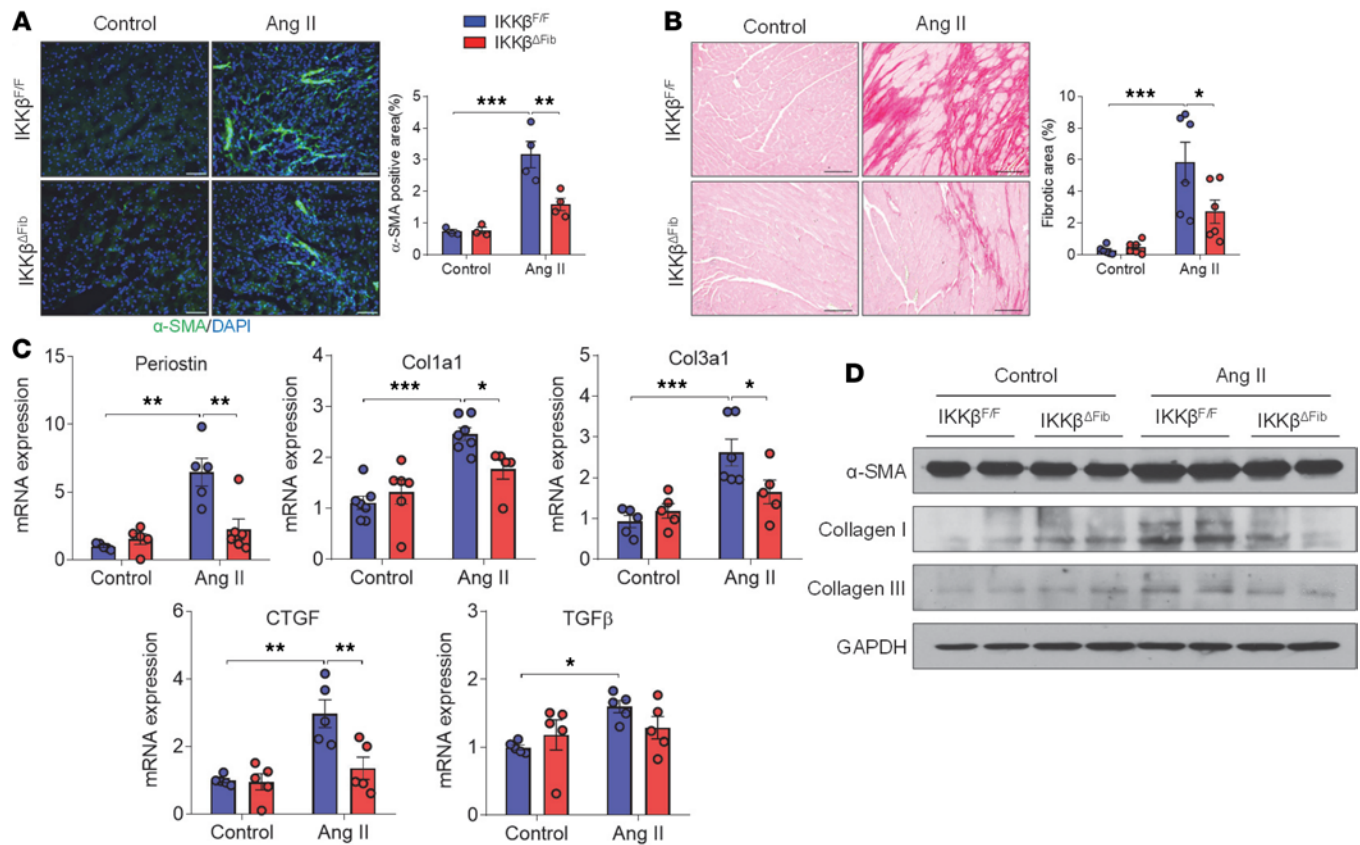 A
Control
Ang II
IKKβF/F
IKKβΔFib
IKKβF/F
IKKβΔFib
α-SMA/DAPI
α-SMA positive area(%)
5
4
3
2
1
0
***
**
Control
Ang II
B
Control
Ang II
IKKβF/F
IKKβΔFib
Fibrotic area (%)
10
8
6
4
2
0
***
*
Control
Ang II
C
Periostin
mRNA expression
15
10
5
0
**
**
Control
Ang II
Col1a1
mRNA expression
4
3
2
1
0
***
*
Control
Ang II
Col3a1
mRNA expression
5
4
3
2
1
0
***
*
Control
Ang II
CTGF
mRNA expression
6
4
2
0
**
**
Control
Ang II
TGFβ
mRNA expression
3
2
1
0
*
Control
Ang II
D
Control
Ang II
IKKβF/F
IKKβΔFib
IKKβF/F
IKKβΔFib
α-SMA
Collagen I
Collagen III
GAPDH